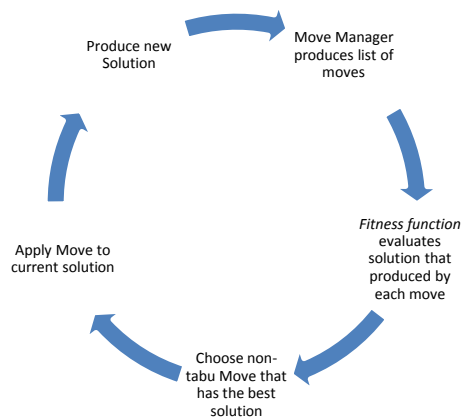 Produce new
Solution
Move Manager
produces list of
moves
Fitness function
evaluates
solution that
produced by
each move
Choose non-
tabu Move that
has the best
solution
Apply Move to
current solution